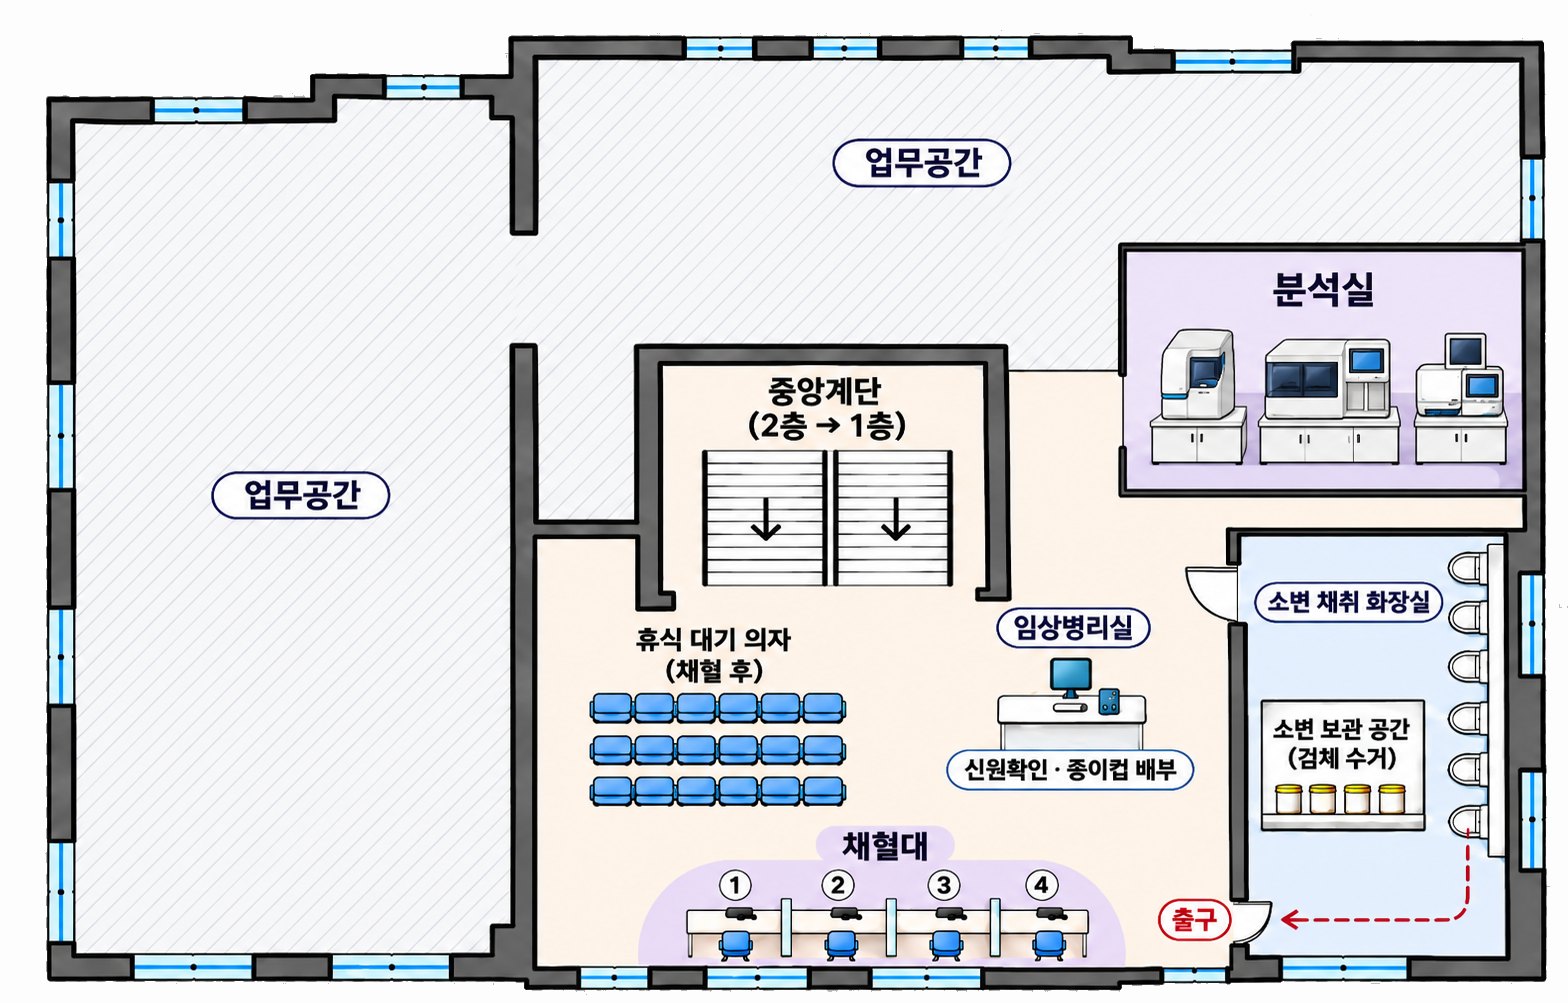 업무공간
분석실
중앙계단
(2층 → 1층)
업무공간
소변 채취 화장실
임상병리실
휴식 대기 의자
(채혈 후)
소변 보관 공간
(검체 수거)
신원확인 · 종이컵 배부
채혈대
1 2 3 4
출구